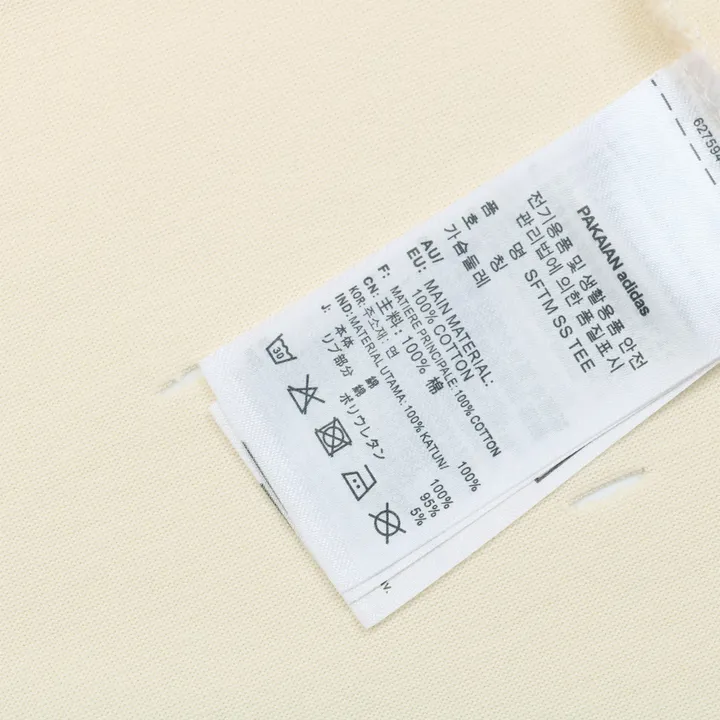 627594
PAKAIAN adidas
전기용품 및 생활용품 안전
관리법에 의한 품질표시
품 명 SFTM SS TEE
호 칭
가슴둘레
AU/
EU: MAIN MATERIAL:
100% COTTON
F: MATIERE PRINCIPALE: 100% COTTON
CN: 主料: 100% 棉
KOR: 주소재: 면 100%
IND: MATERIAL UTAMA: 100% KATUN/
J: 本体 綿 100%
リブ部分 綿 95%
ポリウレタン 5%
30
iv.